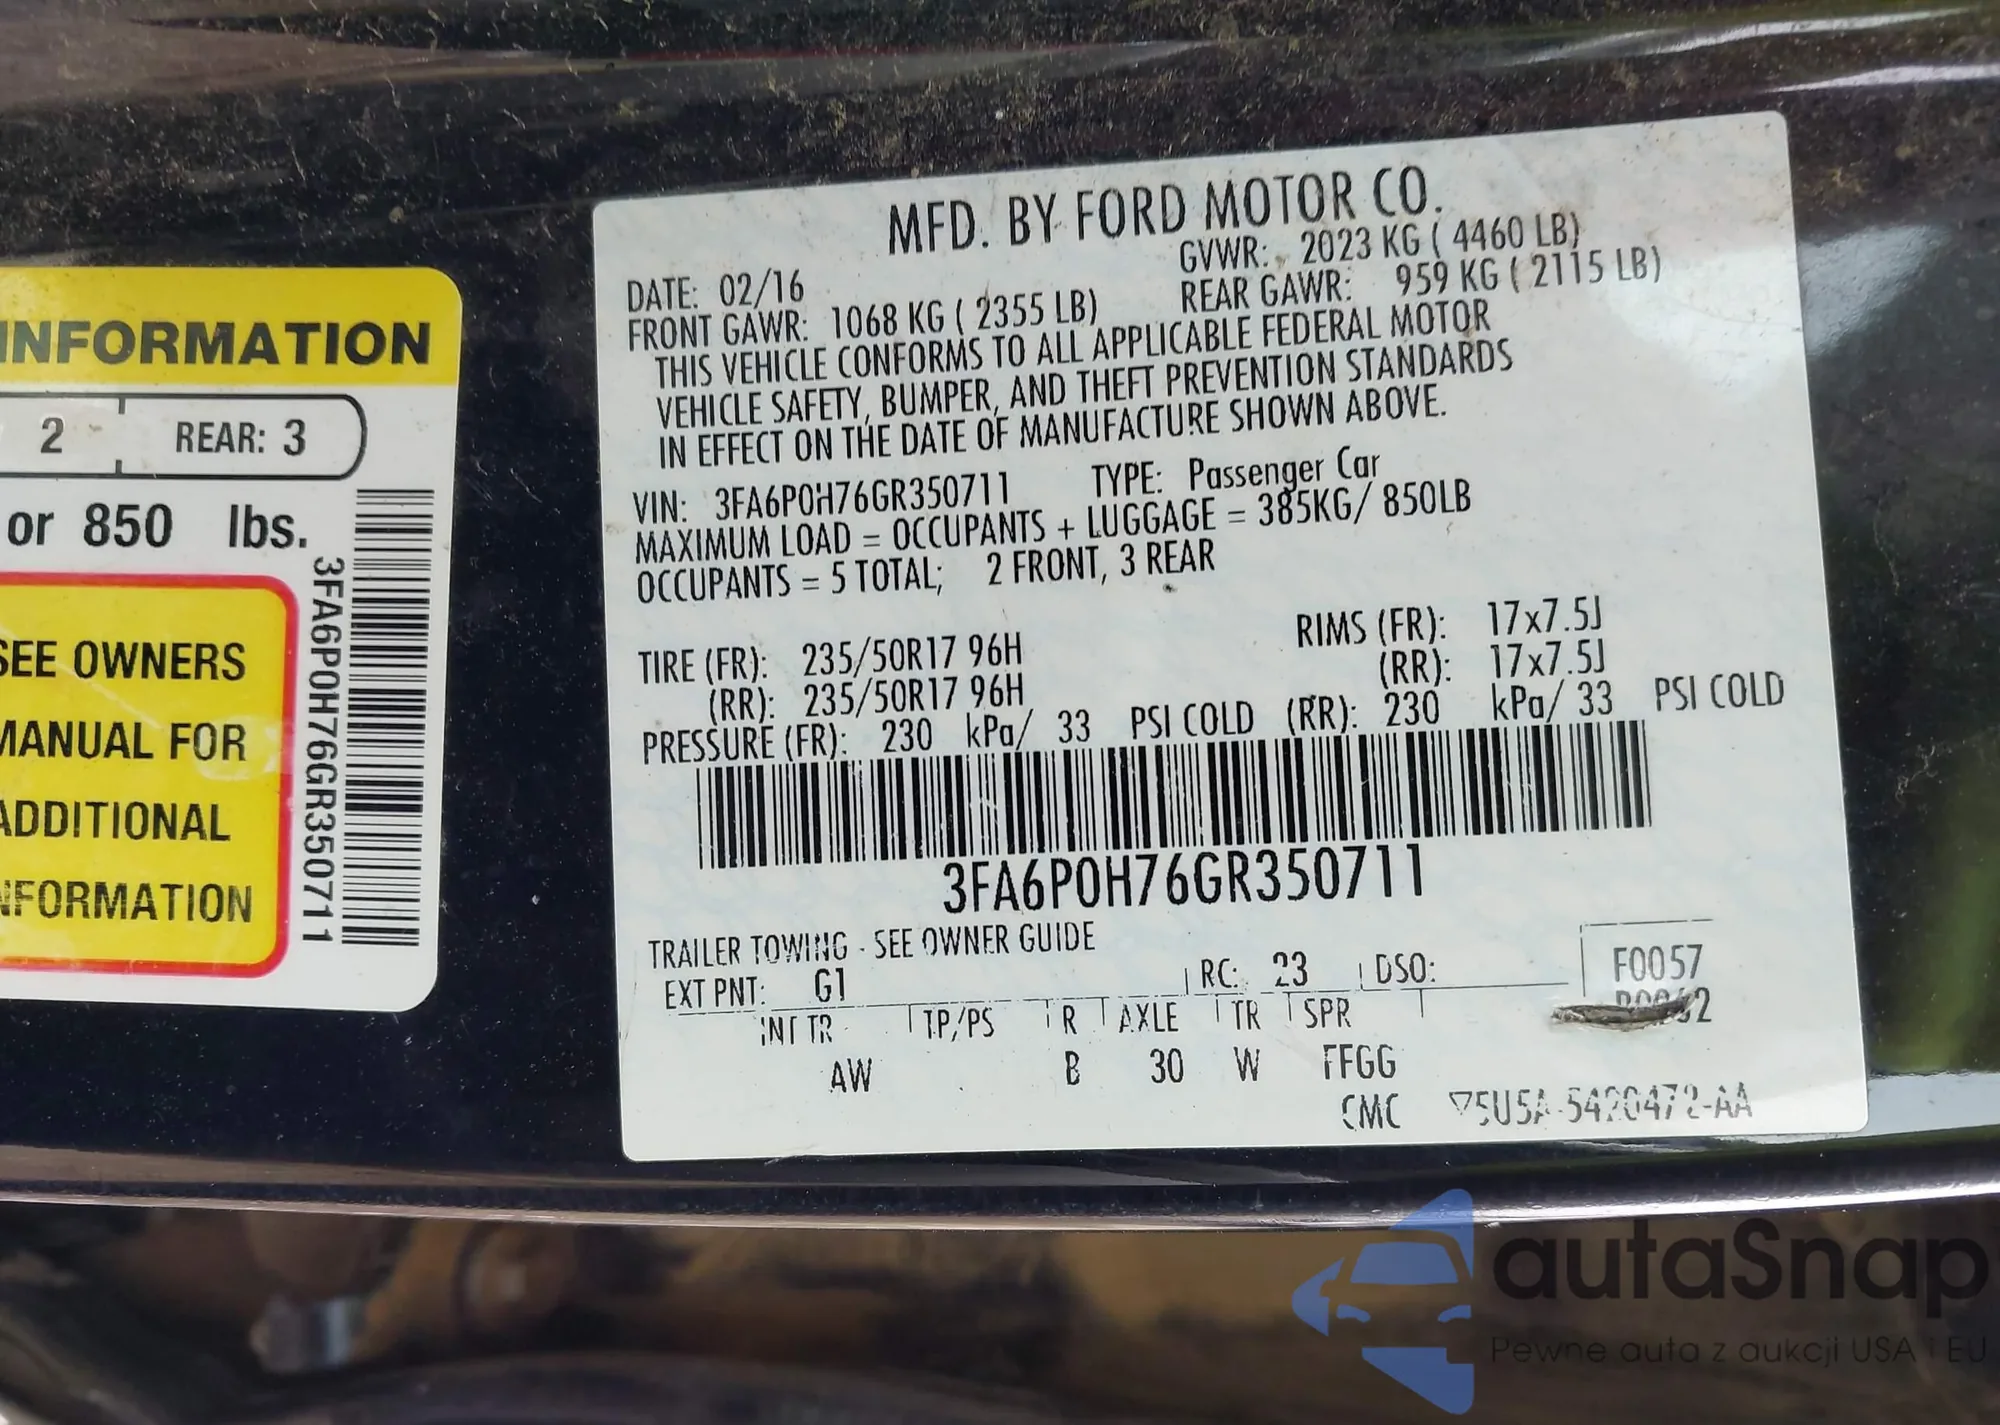 INFORMATION
2 REAR: 3
or 850 lbs.
SEE OWNERS
MANUAL FOR
ADDITIONAL
INFORMATION
3FA6P0H76GR350711
MFD. BY FORD MOTOR CO.
DATE: 02/16 GVWR: 2023 KG ( 4460 LB)
FRONT GAWR: 1068 KG ( 2355 LB) REAR GAWR: 959 KG ( 2115 LB)
THIS VEHICLE CONFORMS TO ALL APPLICABLE FEDERAL MOTOR
VEHICLE SAFETY, BUMPER, AND THEFT PREVENTION STANDARDS
IN EFFECT ON THE DATE OF MANUFACTURE SHOWN ABOVE.
VIN: 3FA6P0H76GR350711 TYPE: Passenger Car
MAXIMUM LOAD = OCCUPANTS + LUGGAGE = 385KG/ 850LB
OCCUPANTS = 5 TOTAL; 2 FRONT, 3 REAR
TIRE (FR): 235/50R17 96H RIMS (FR): 17x7.5J
(RR): 235/50R17 96H (RR): 17x7.5J
PRESSURE (FR): 230 kPa/ 33 PSI COLD (RR): 230 kPa/ 33 PSI COLD
3FA6P0H76GR350711
TRAILER TOWING - SEE OWNER GUIDE
EXT PNT: G1 RC: 23 DSO: F0057
INT TR TP/PS R AXLE TR SPR
AW B 30 W FFGG
CMC
autaSnap
Pewne auta z aukcji USA i EU